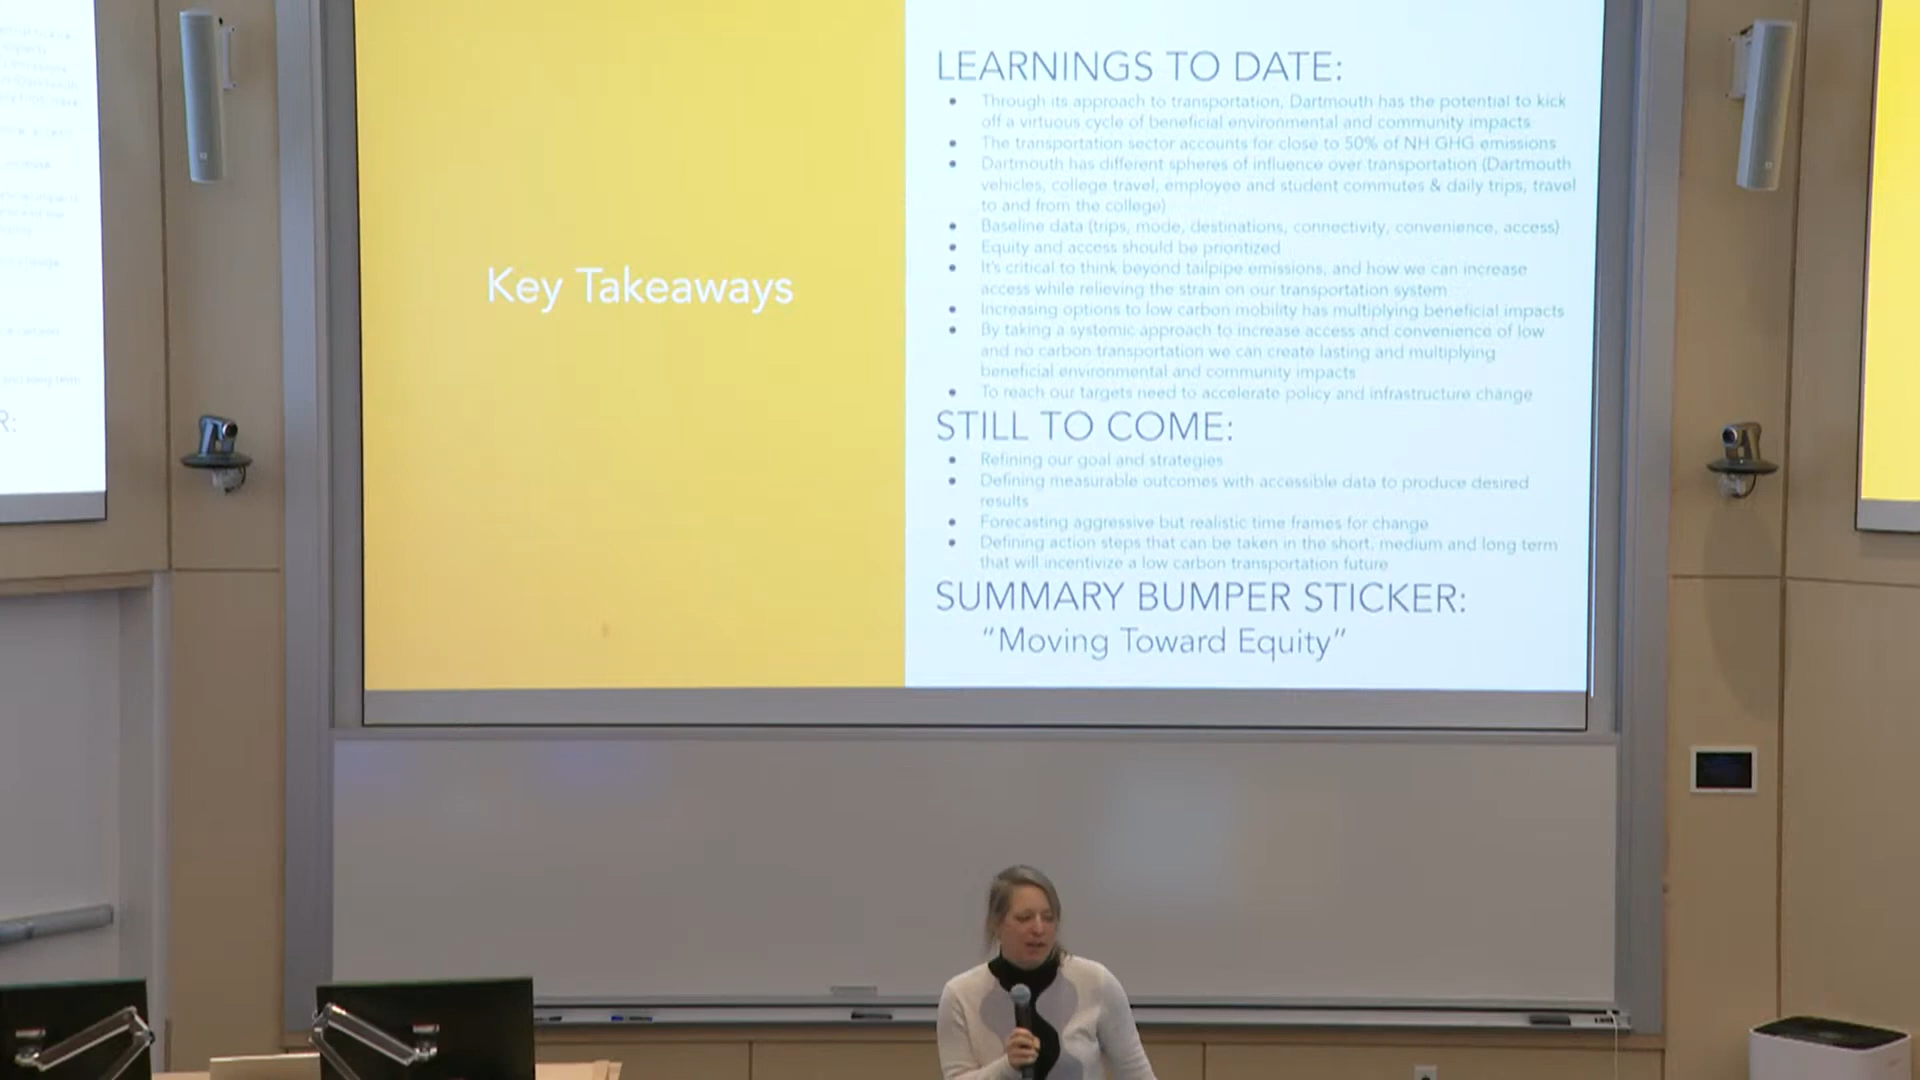 Key Takeaways
LEARNINGS TO DATE:
• Through its approach to transportation, Dartmouth has the potential to kick
off a virtuous cycle of beneficial environmental and community impacts
• The transportation sector accounts for close to 50% of NH GHG emissions
• Dartmouth has different spheres of influence over transportation (Dartmouth
vehicles, college travel, employee and student commutes & daily trips, travel
to and from the college)
• Baseline data (trips, mode, destinations, connectivity, convenience, access)
• Equity and access should be prioritized
• It's critical to think beyond tailpipe emissions, and how we can increase
access while relieving the strain on our transportation system
• Increasing options to low carbon mobility has multiplying beneficial impacts
• By taking a systemic approach to increase access and convenience of low
and no carbon transportation we can create lasting and multiplying
beneficial environmental and community impacts
• To reach our targets need to accelerate policy and infrastructure change
STILL TO COME:
• Refining our goal and strategies
• Defining measurable outcomes with accessible data to produce desired
results
• Forecasting aggressive but realistic time frames for change
• Defining action steps that can be taken in the short, medium and long term
that will incentivize a low carbon transportation future
SUMMARY BUMPER STICKER:
"Moving Toward Equity"